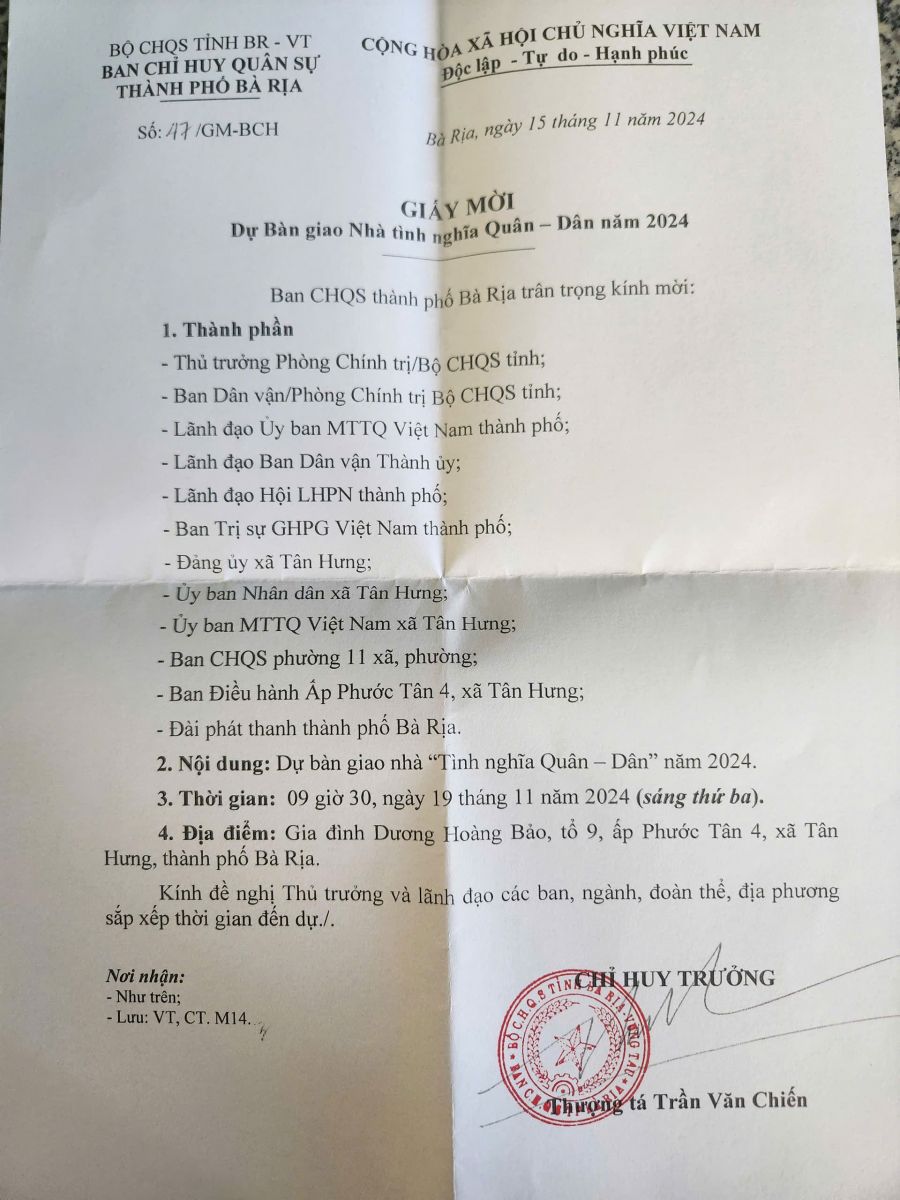 BỘ CHQS TỈNH BR - VT
BAN CHỈ HUY QUÂN SỰ
THÀNH PHỐ BÀ RỊA
Số: 47/GM-BCH
CỘNG HÒA XÃ HỘI CHỦ NGHĨA VIỆT NAM
Độc lập - Tự do - Hạnh phúc
Bà Rịa, ngày 15 tháng 11 năm 2024
GIẤY MỜI
Dự Bàn giao Nhà tình nghĩa Quân – Dân năm 2024
Ban CHQS thành phố Bà Rịa trân trọng kính mời:
1. Thành phần
- Thủ trưởng Phòng Chính trị/Bộ CHQS tỉnh;
- Ban Dân vận/Phòng Chính trị Bộ CHQS tỉnh;
- Lãnh đạo Ủy ban MTTQ Việt Nam thành phố;
- Lãnh đạo Ban Dân vận Thành ủy;
- Lãnh đạo Hội LHPN thành phố;
- Ban Trị sự GHPG Việt Nam thành phố;
- Đảng ủy xã Tân Hưng;
- Ủy ban Nhân dân xã Tân Hưng;
- Ủy ban MTTQ Việt Nam xã Tân Hưng;
- Ban CHQS phường 11 xã, phường;
- Ban Điều hành Ấp Phước Tân 4, xã Tân Hưng;
- Đài phát thanh thành phố Bà Rịa.
2. Nội dung: Dự bàn giao nhà “Tình nghĩa Quân – Dân” năm 2024.
3. Thời gian: 09 giờ 30, ngày 19 tháng 11 năm 2024 (sáng thứ ba).
4. Địa điểm: Gia đình Dương Hoàng Bảo, tổ 9, ấp Phước Tân 4, xã Tân
Hưng, thành phố Bà Rịa.
Kính đề nghị Thủ trưởng và lãnh đạo các ban, ngành, đoàn thể, địa phương
sắp xếp thời gian đến dự./.
Nơi nhận:
- Như trên;
- Lưu: VT, CT. M14.
CHỈ HUY TRƯỞNG
BỘ C.H.Q.S TỈNH BÀ RỊA-VŨNG TÀU
Thượng tá Trần Văn Chiến